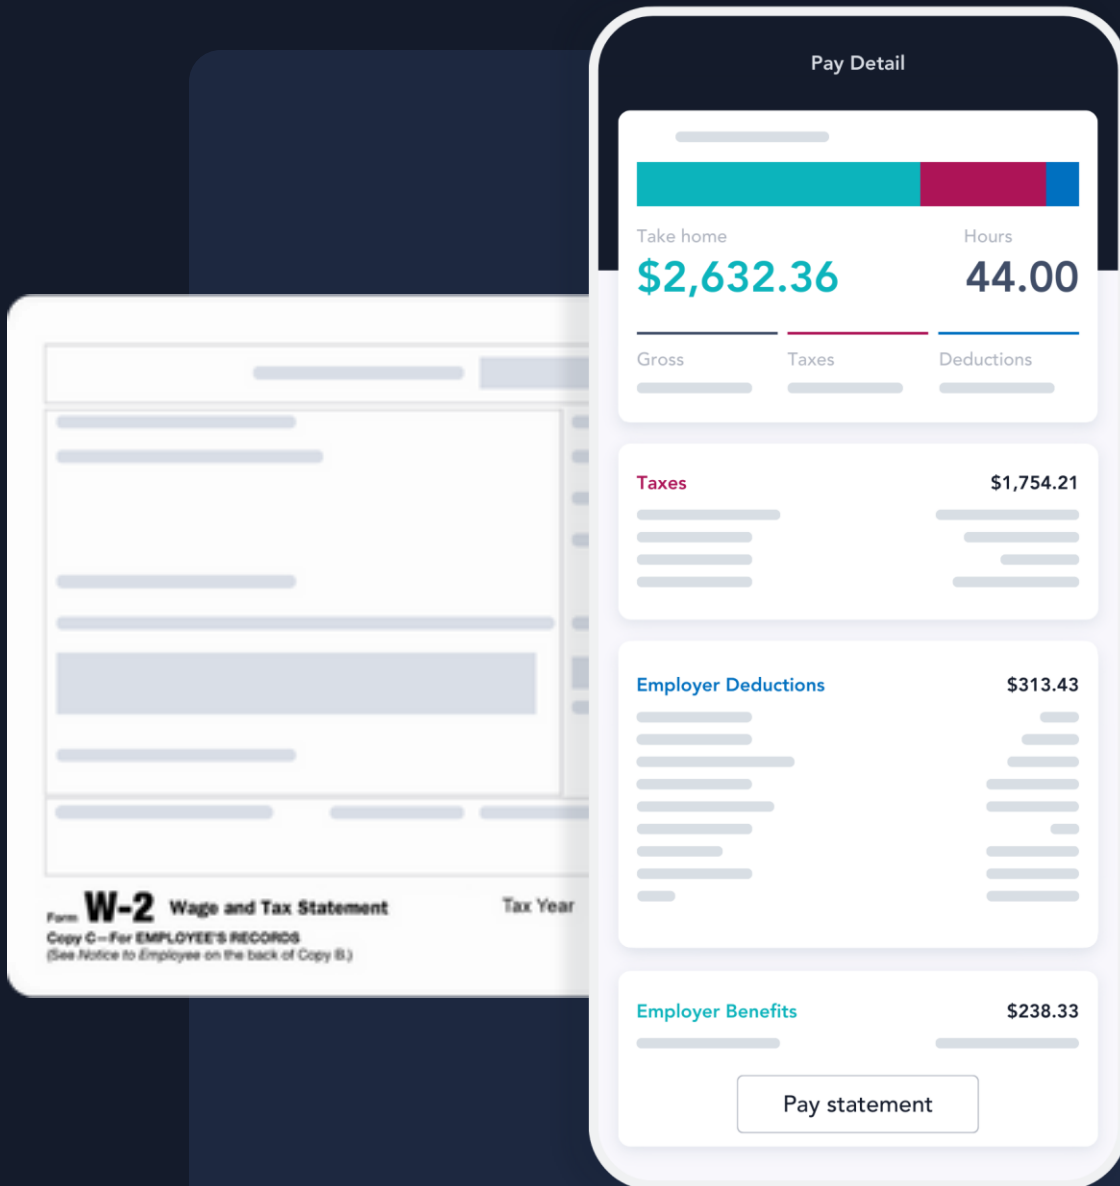 Pay Detail
Take home Hours
$2,632.36 44.00
Gross Taxes Deductions
Taxes $1,754.21
Employer Deductions $313.43
Employer Benefits $238.33
Pay statement
Form W-2 Wage and Tax Statement Tax Year
Copy C—For EMPLOYEE'S RECORDS
(See Notice to Employee on the back of Copy B.)